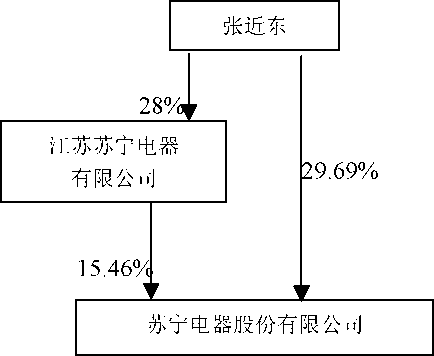 张近东
28%
江苏苏宁电器
有限公司
29.69%
15.46%
苏宁电器股份有限公司